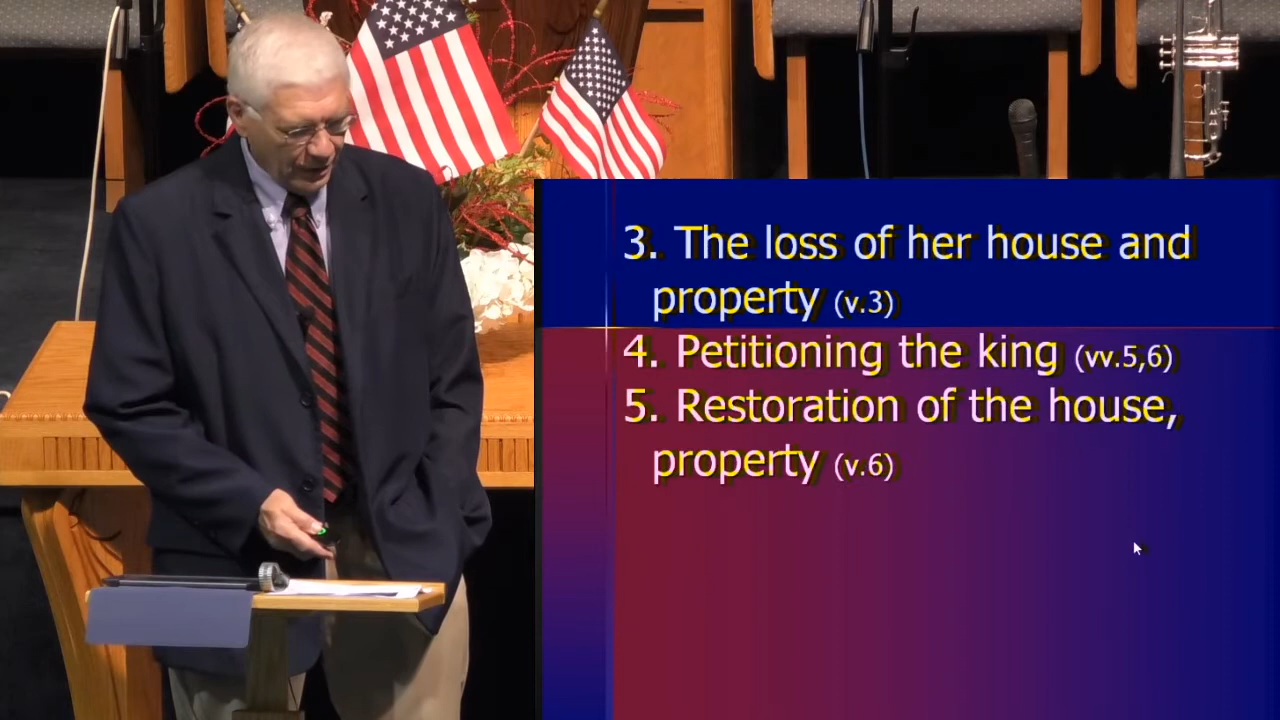 3. The loss of her house and
property (v.3)
4. Petitioning the king (vv.5,6)
5. Restoration of the house,
property (v.6)